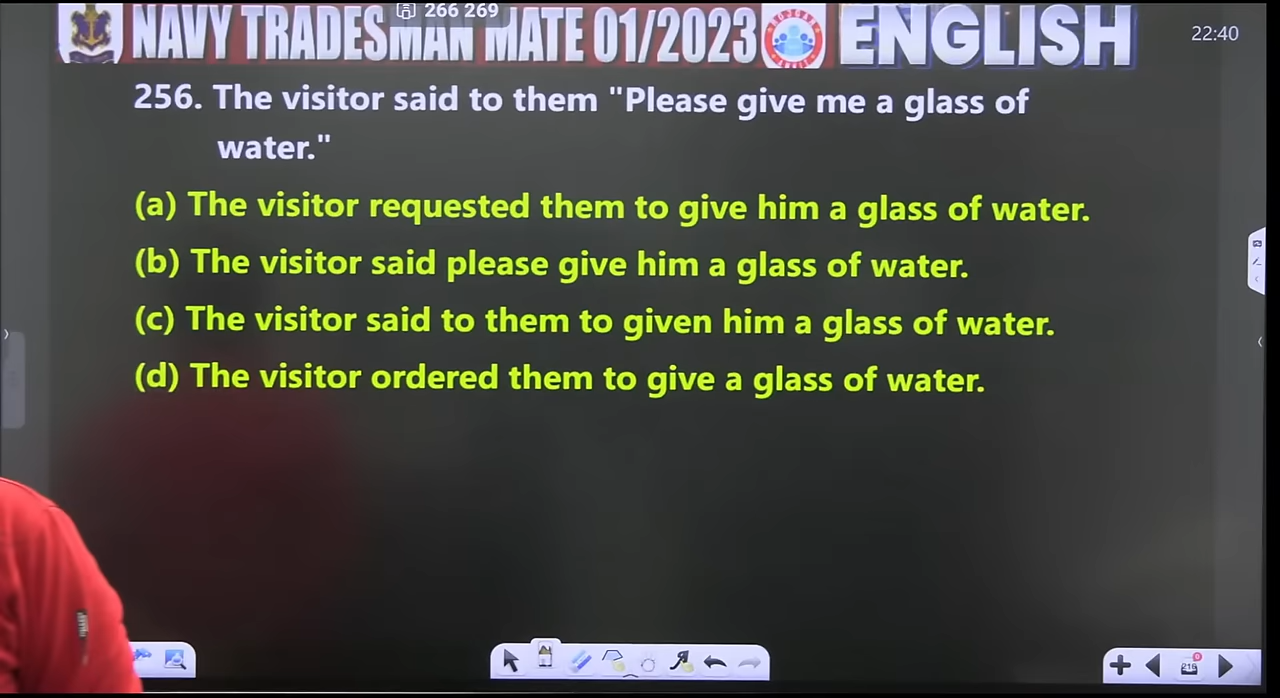 266 269
NAVY TRADESMAN MATE 01/2023 ENGLISH
22:40
256. The visitor said to them "Please give me a glass of
water."
(a) The visitor requested them to give him a glass of water.
(b) The visitor said please give him a glass of water.
(c) The visitor said to them to given him a glass of water.
(d) The visitor ordered them to give a glass of water.
216